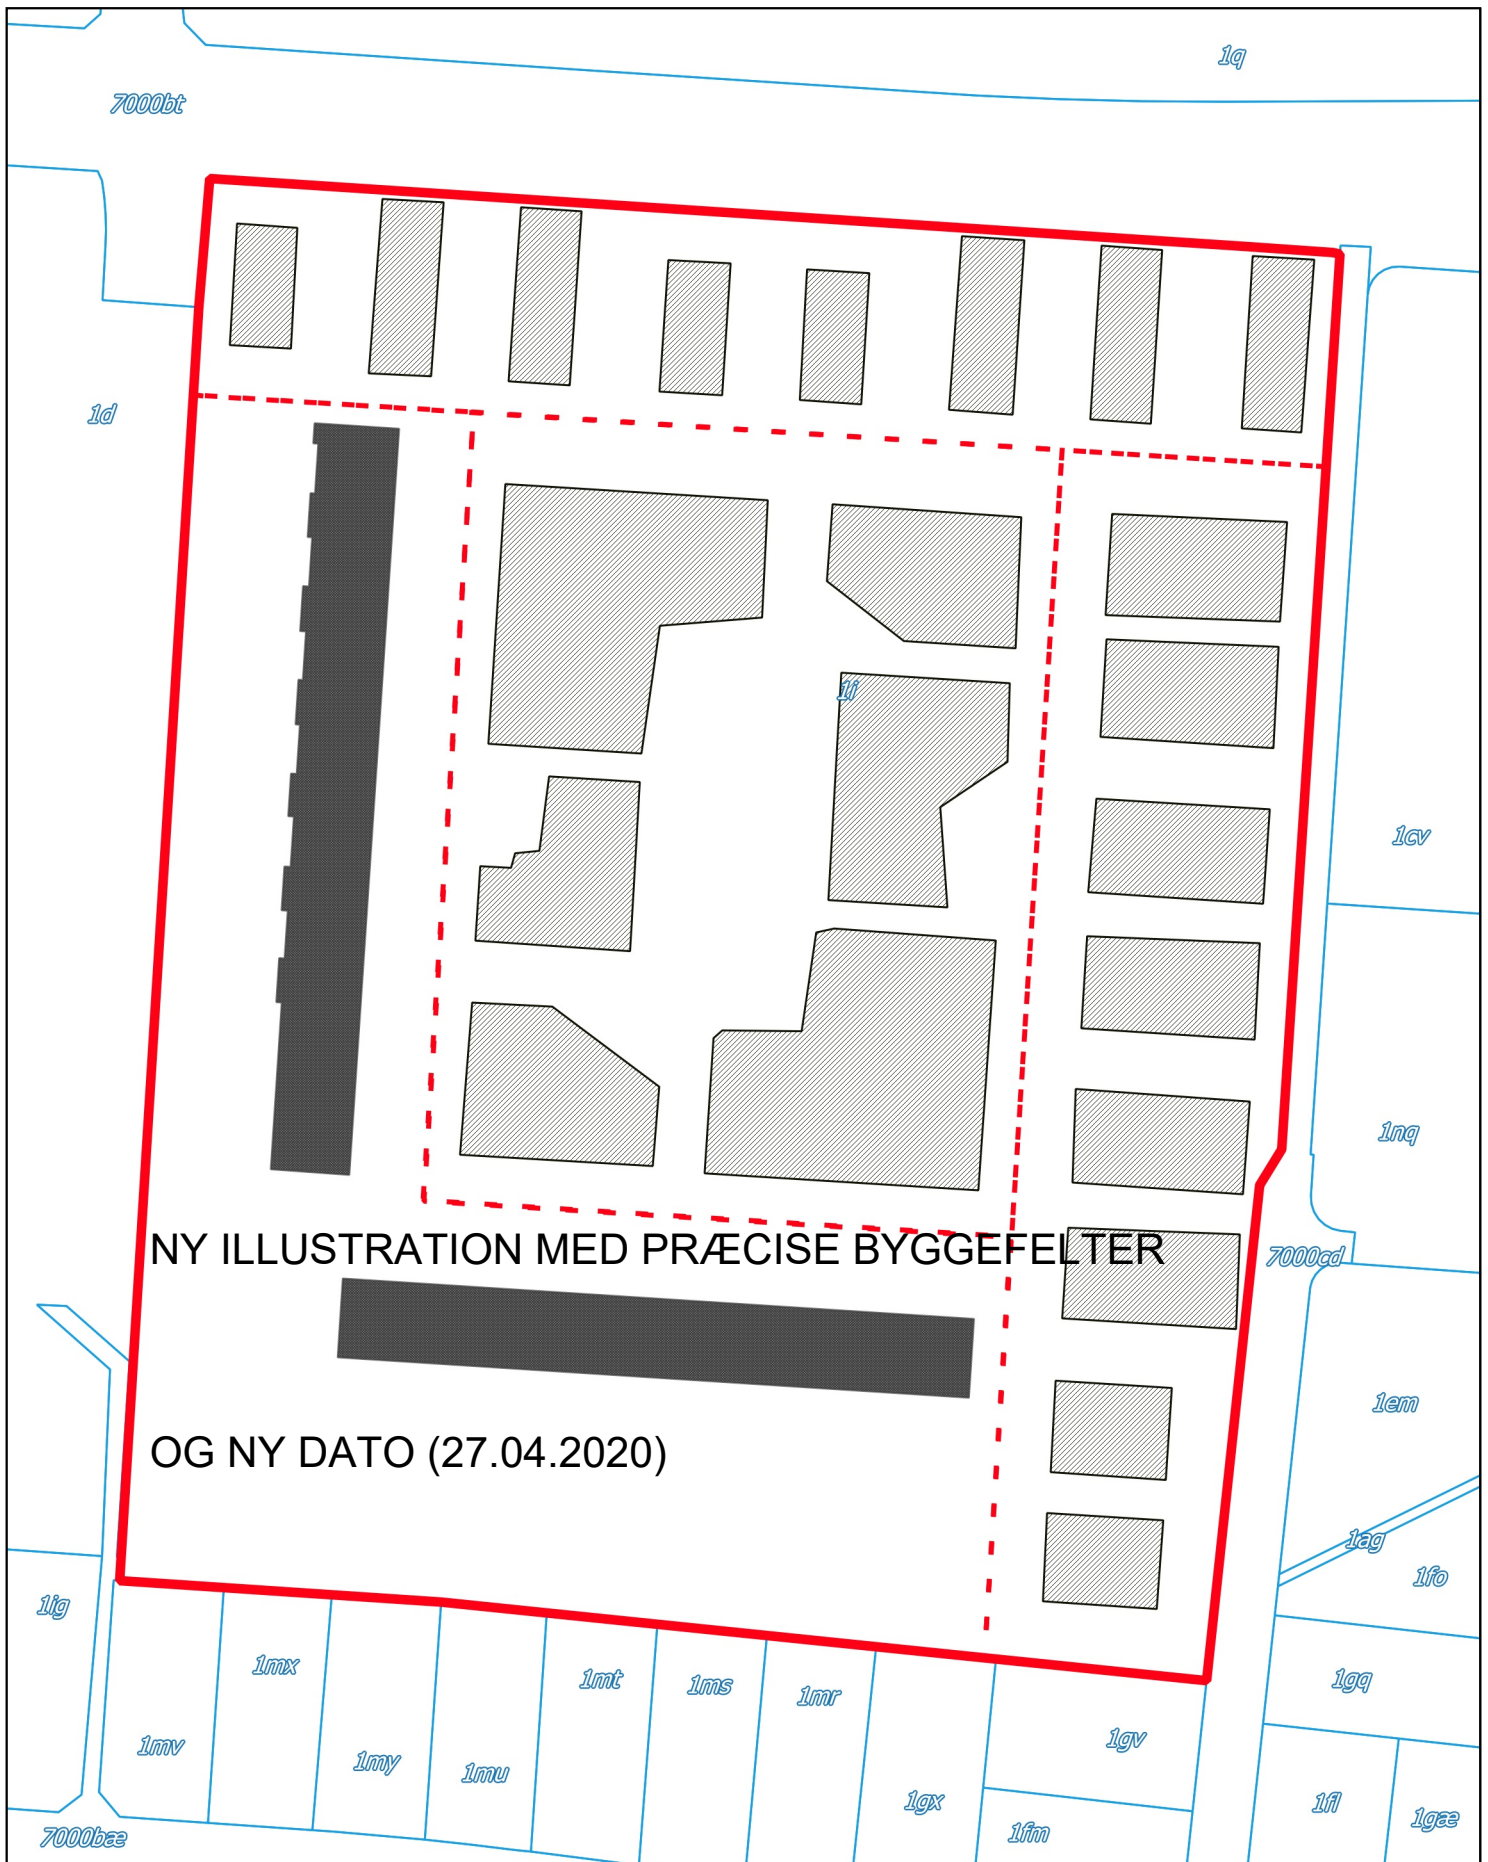 1q
7000bt
1d
1i
1cv
1nq
NY ILLUSTRATION MED PRÆCISE BYGGEFELTER
7000cd
1em
OG NY DATO (27.04.2020)
1ag
1fo
1ig
1mx
1mt
1ms
1mr
1gq
1mv
1my
1mu
1gv
1gx
1fm
1fl
1gæ
7000bæ